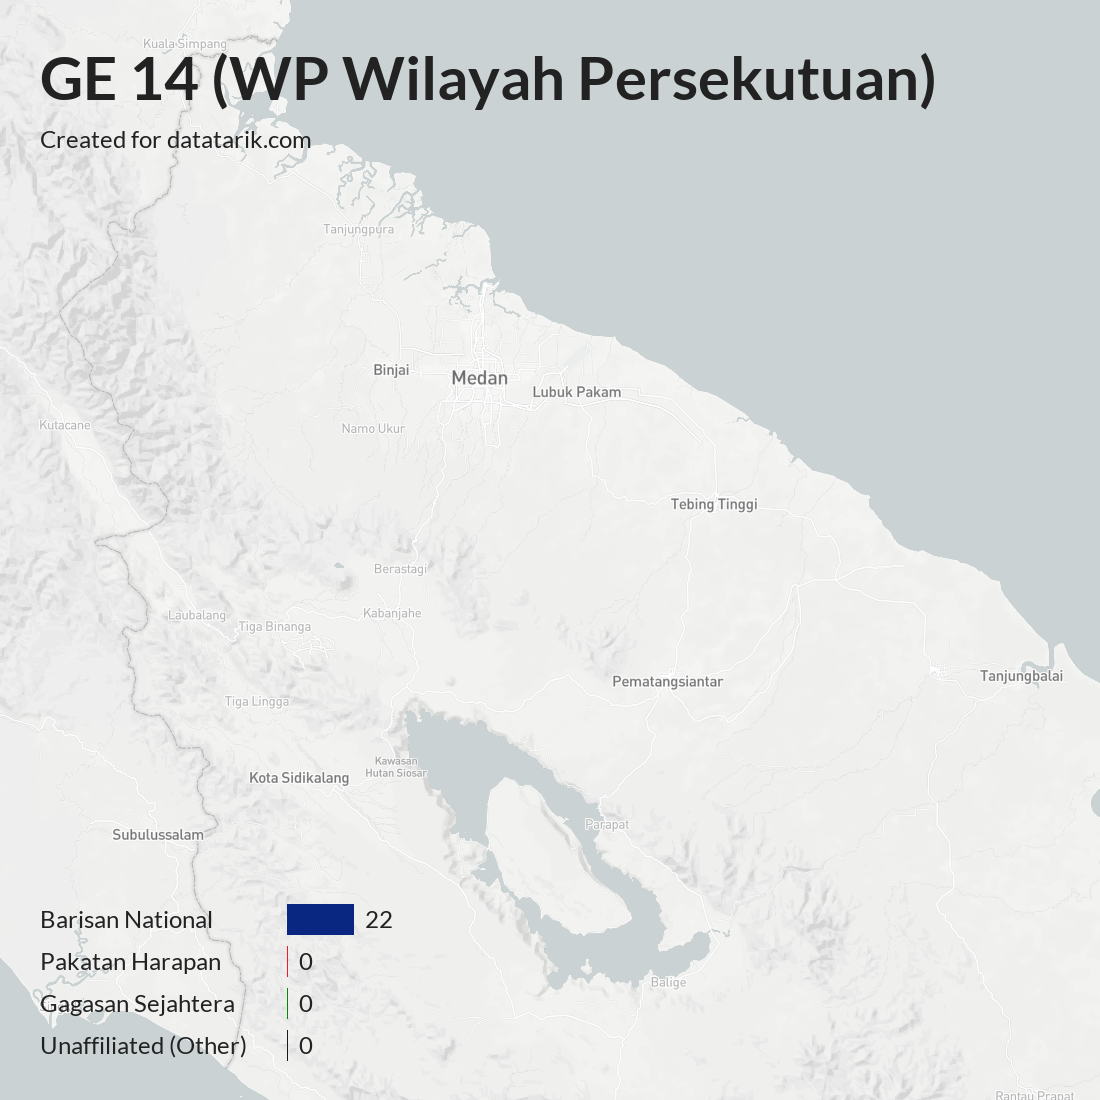 Kuala Simpang
GE 14 (WP Wilayah Persekutuan)
Created for datatarik.com
Tanjungpura
Binjai
Medan
Lubuk Pakam
Kutacane
Namo Ukur
Tebing Tinggi
Berastagi
Laubalang
Kabanjahe
Tiga Binanga
Pematangsiantar
Tanjungbalai
Tiga Lingga
Kawasan
Hutan Siosar
Kota Sidikalang
Parapat
Subulussalam
Barisan National 22
Pakatan Harapan 0
Balige
Gagasan Sejahtera 0
Unaffiliated (Other) 0
Rantau Prapat